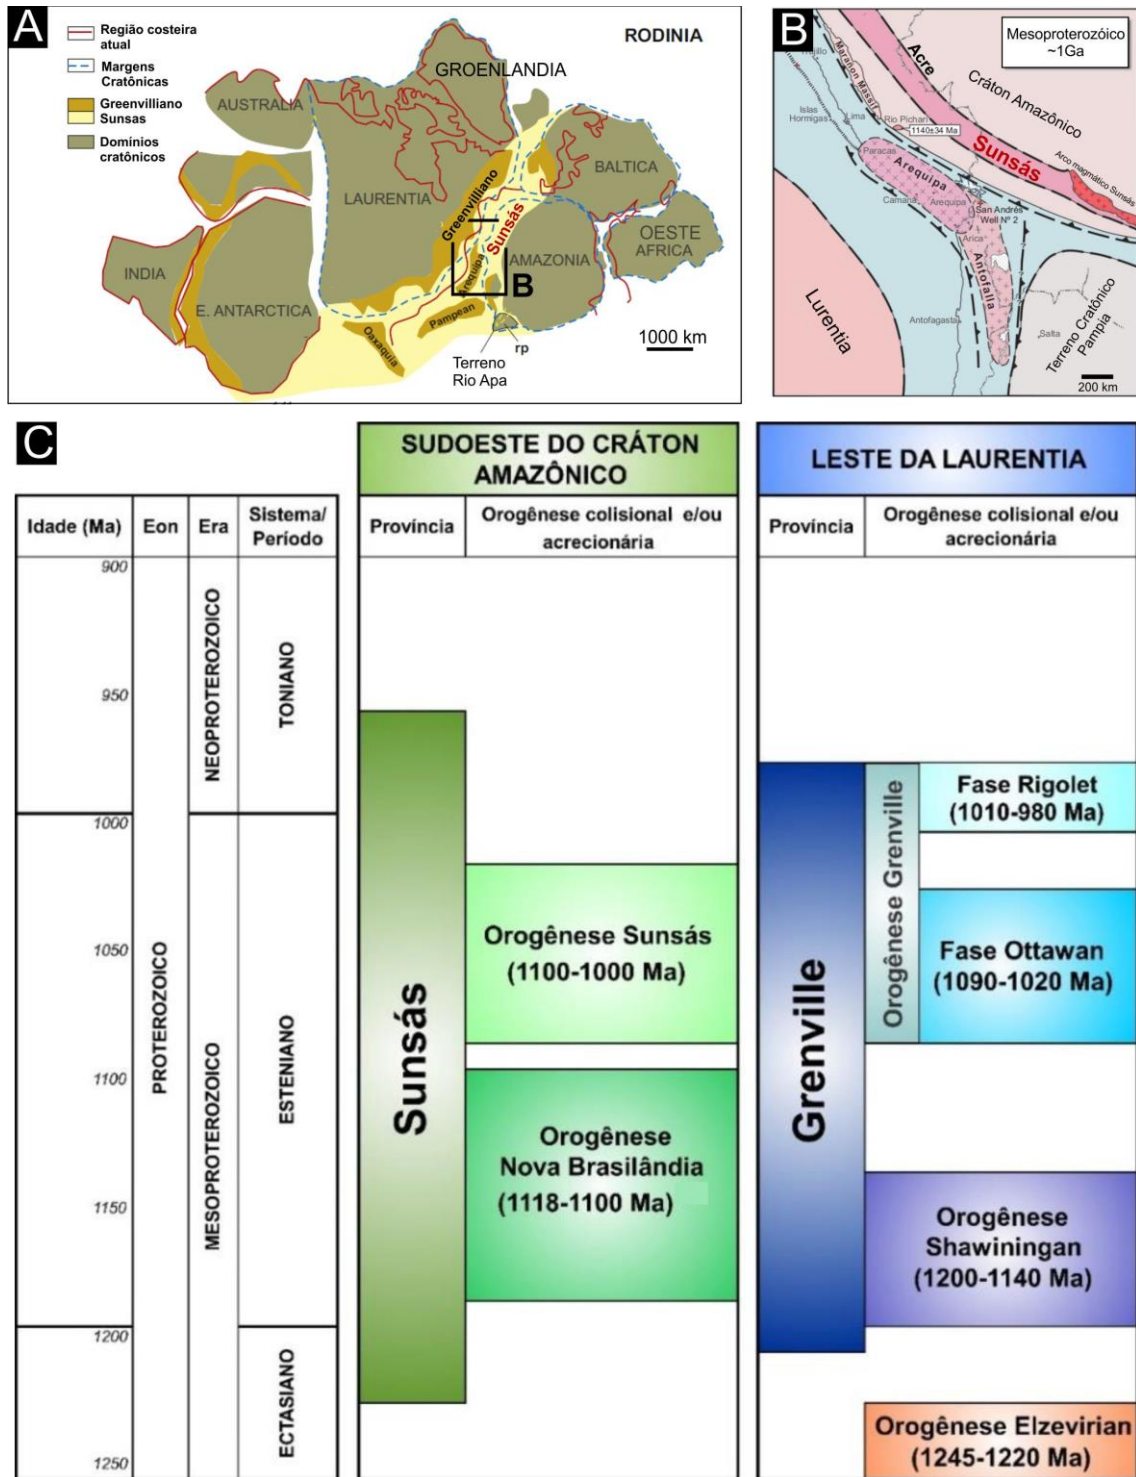 A
Região costeira
atual
Margens
Cratônicas
Greenvilliano
Sunsas
Domínios
cratônicos
RODINIA
GROENLANDIA
AUSTRALIA
LAURENTIA
BALTICA
Greenvilliano
Sunsás
Arequipa
AMAZONIA
OESTE
AFRICA
INDIA
E. ANTARCTICA
B
Oaxaquia
Pampean
rp
Terreno
Rio Apa
1000 km
B
Mesoproterozóico
~1Ga
Acre
Cráton Amazônico
Trujillo
Marañon Massif
Islas
Hormigas
Lima
Rio Picharí
1140±34 Ma
Sunsás
Arco magmático Sunsás
Paracas
Arequipa
Camaná
Arequipa
San Andrés
Well Nº 2
Arica
Antofalla
Lurentia
Antofagasta
Salta
Terreno Cratônico
Pampia
200 km
C
SUDOESTE DO CRÁTON
AMAZÔNICO
LESTE DA LAURENTIA
Idade (Ma)
Eon
Era
Sistema/
Período
Província
Orogênese colisional e/ou
acrecionária
Província
Orogênese colisional e/ou
acrecionária
900
950
1000
1050
1100
1150
1200
1250
PROTEROZOICO
NEOPROTEROZOICO
MESOPROTEROZOICO
TONIANO
ESTENIANO
ECTASIANO
Sunsás
Orogênese Sunsás
(1100-1000 Ma)
Orogênese
Nova Brasilândia
(1118-1100 Ma)
Grenville
Orogênese Grenville
Fase Rigolet
(1010-980 Ma)
Fase Ottawan
(1090-1020 Ma)
Orogênese
Shawiningan
(1200-1140 Ma)
Orogênese Elzevirian
(1245-1220 Ma)